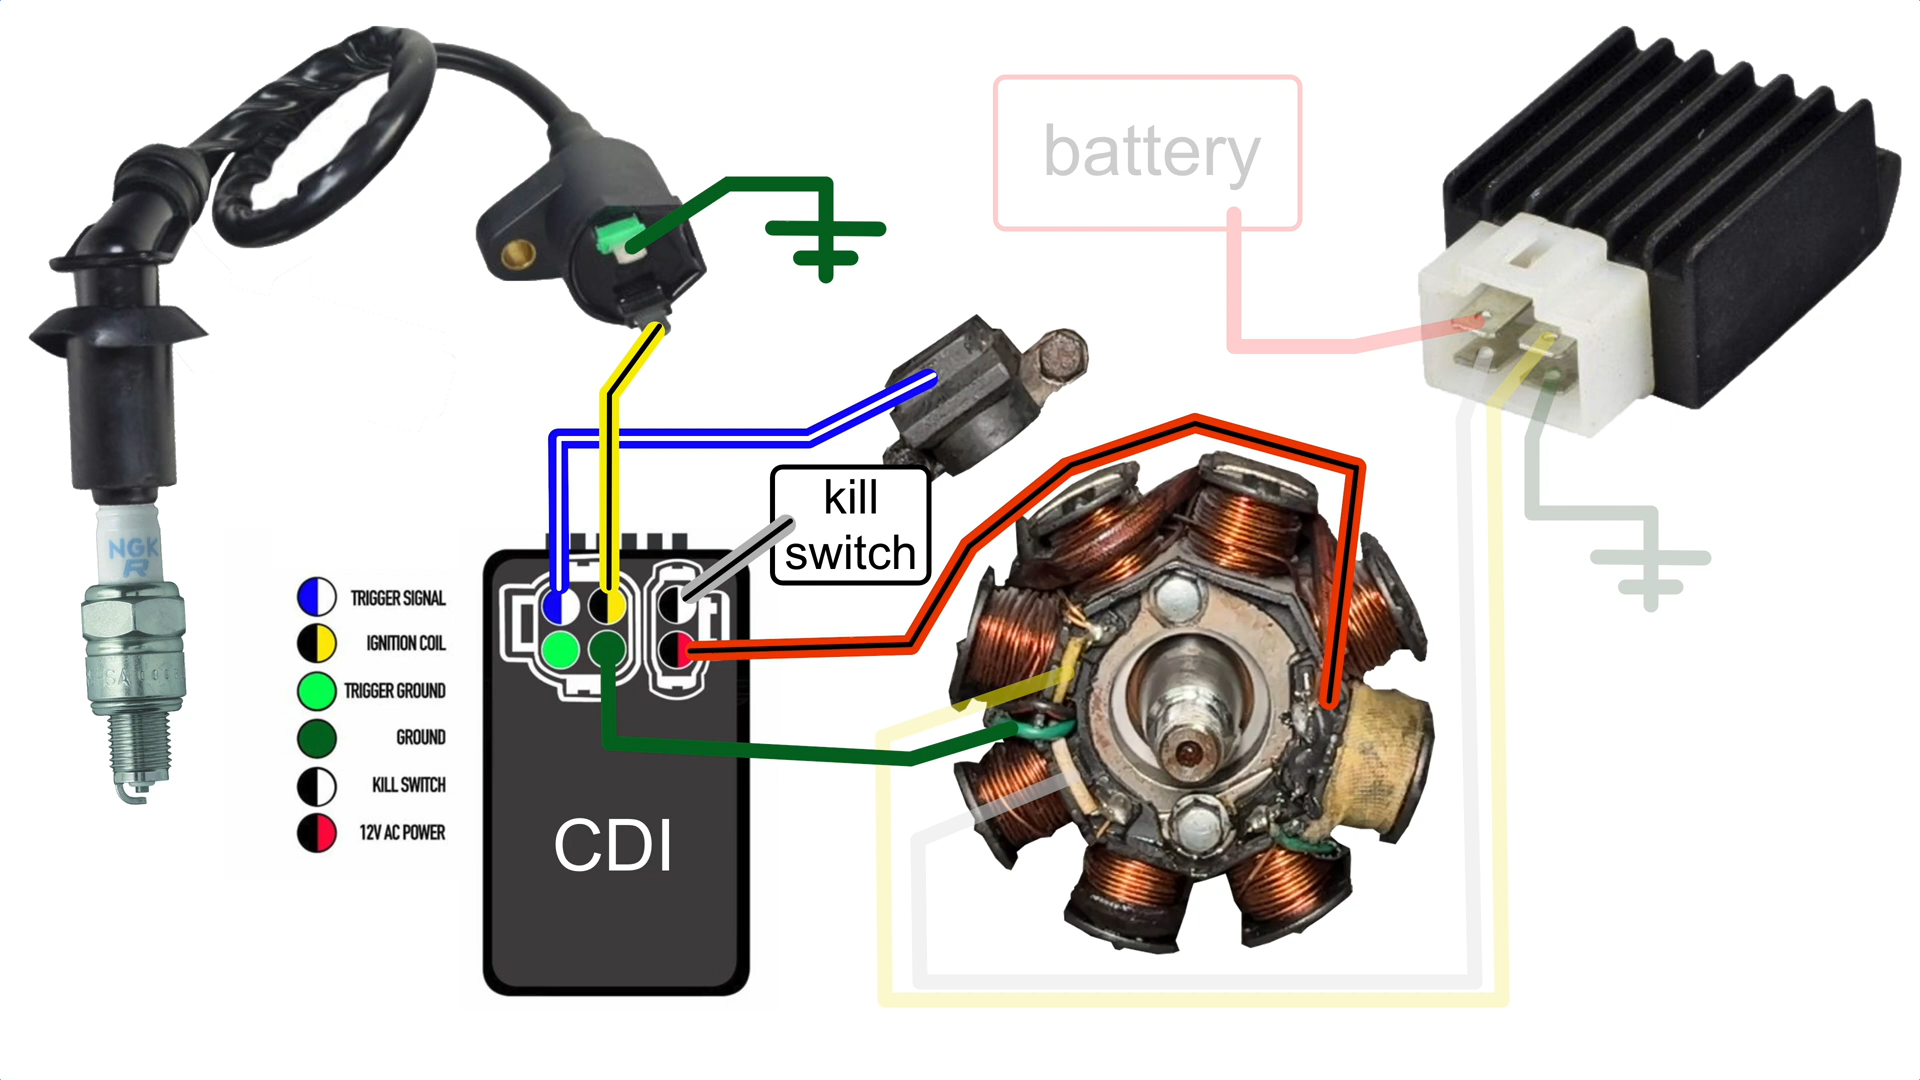 battery
kill
switch
NGK
R
TRIGGER SIGNAL
IGNITION COIL
TRIGGER GROUND
GROUND
KILL SWITCH
12V AC POWER
CDI